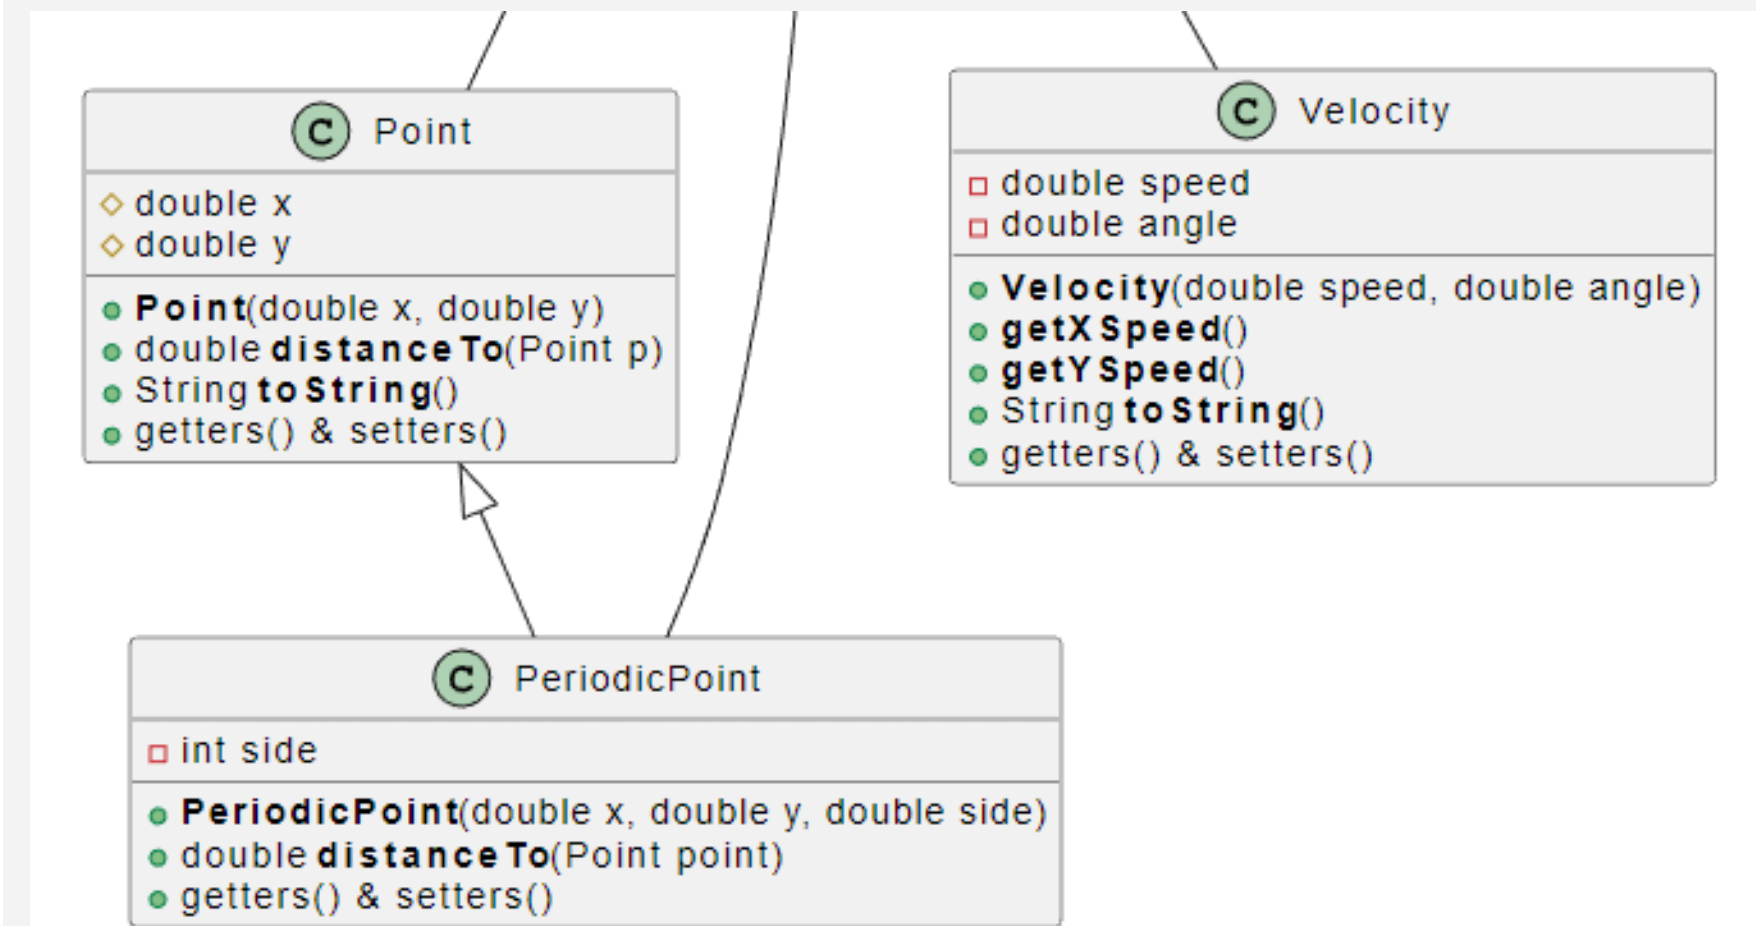 C Point
double x
double y
Point(double x, double y)
double distanceTo(Point p)
String toString()
getters() & setters()
C Velocity
double speed
double angle
Velocity(double speed, double angle)
getXSpeed()
getYSpeed()
String toString()
getters() & setters()
C PeriodicPoint
int side
PeriodicPoint(double x, double y, double side)
double distanceTo(Point point)
getters() & setters()